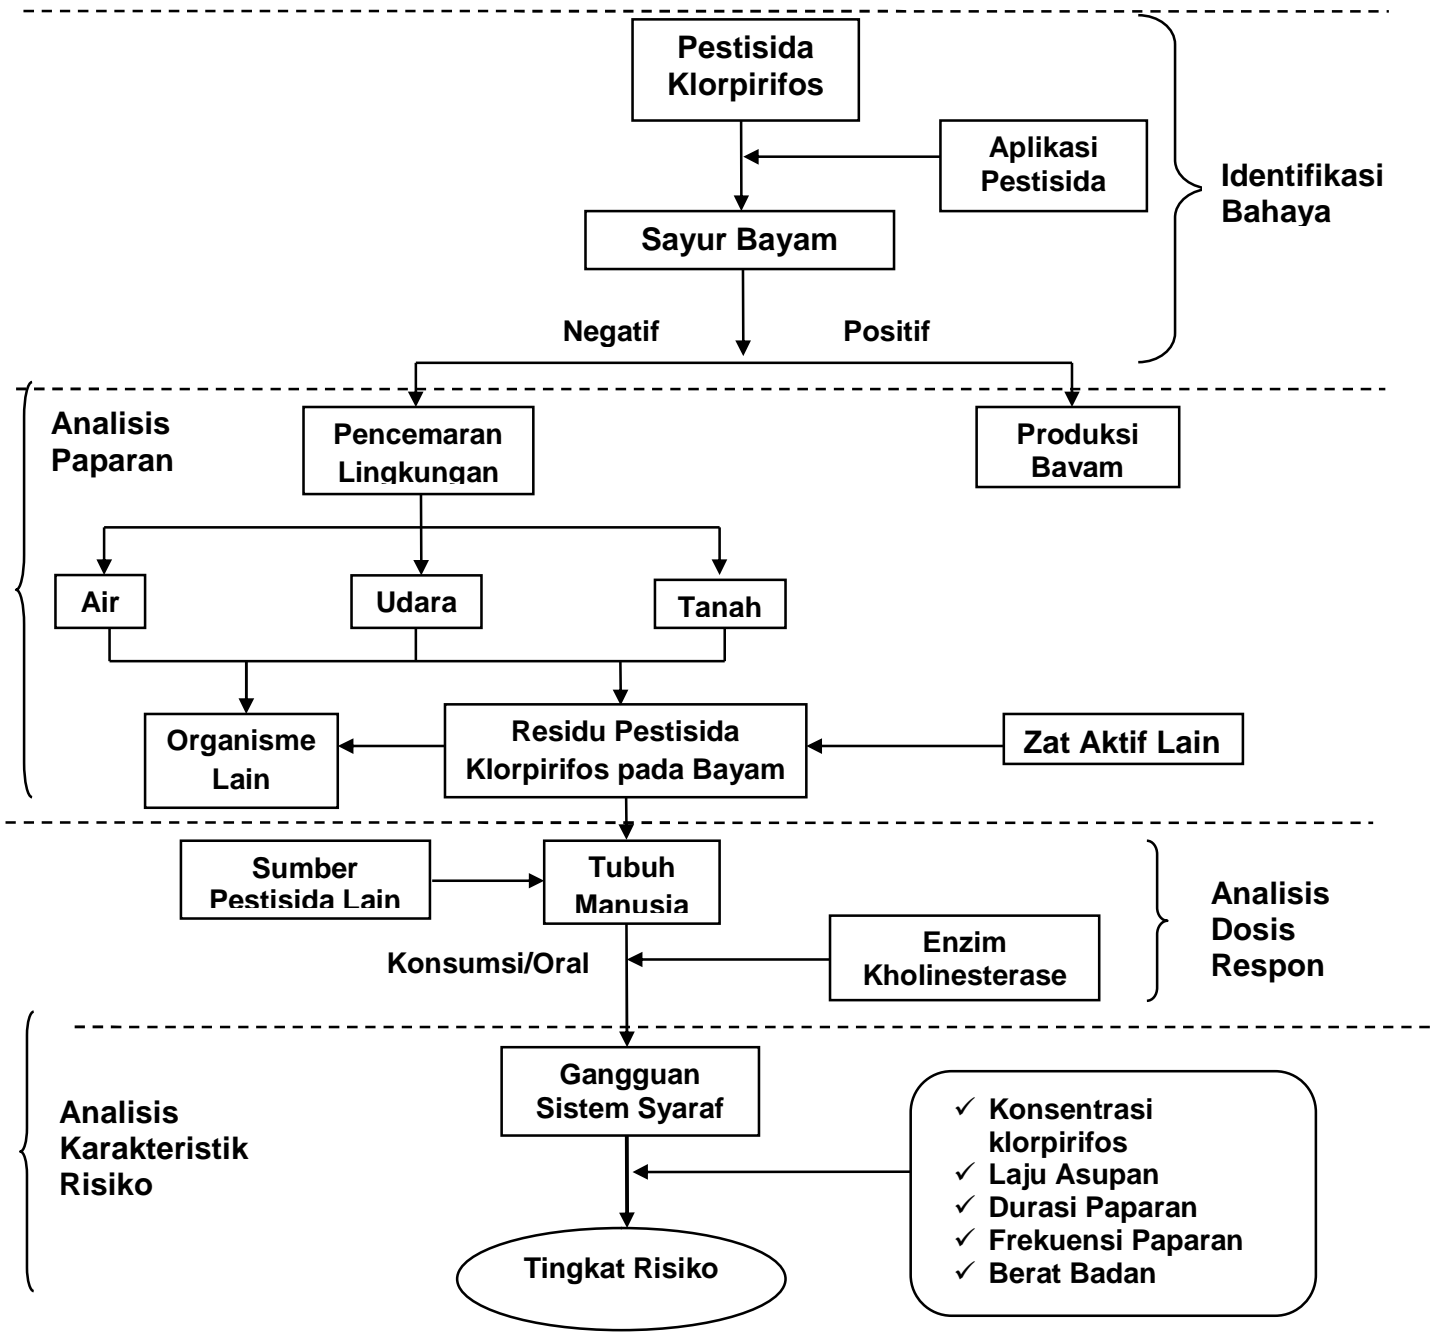 Pestisida
Klorpirifos
Aplikasi
Pestisida
Identifikasi
Bahaya
Sayur Bayam
Negatif
Positif
Analisis
Paparan
Pencemaran
Lingkungan
Produksi
Bayam
Air
Udara
Tanah
Organisme
Lain
Residu Pestisida
Klorpirifos pada Bayam
Zat Aktif Lain
Sumber
Pestisida Lain
Tubuh
Manusia
Analisis
Dosis
Respon
Konsumsi/Oral
Enzim
Kholinesterase
Gangguan
Sistem Syaraf
Analisis
Karakteristik
Risiko
✓ Konsentrasi
klorpirifos
✓ Laju Asupan
✓ Durasi Paparan
✓ Frekuensi Paparan
✓ Berat Badan
Tingkat Risiko